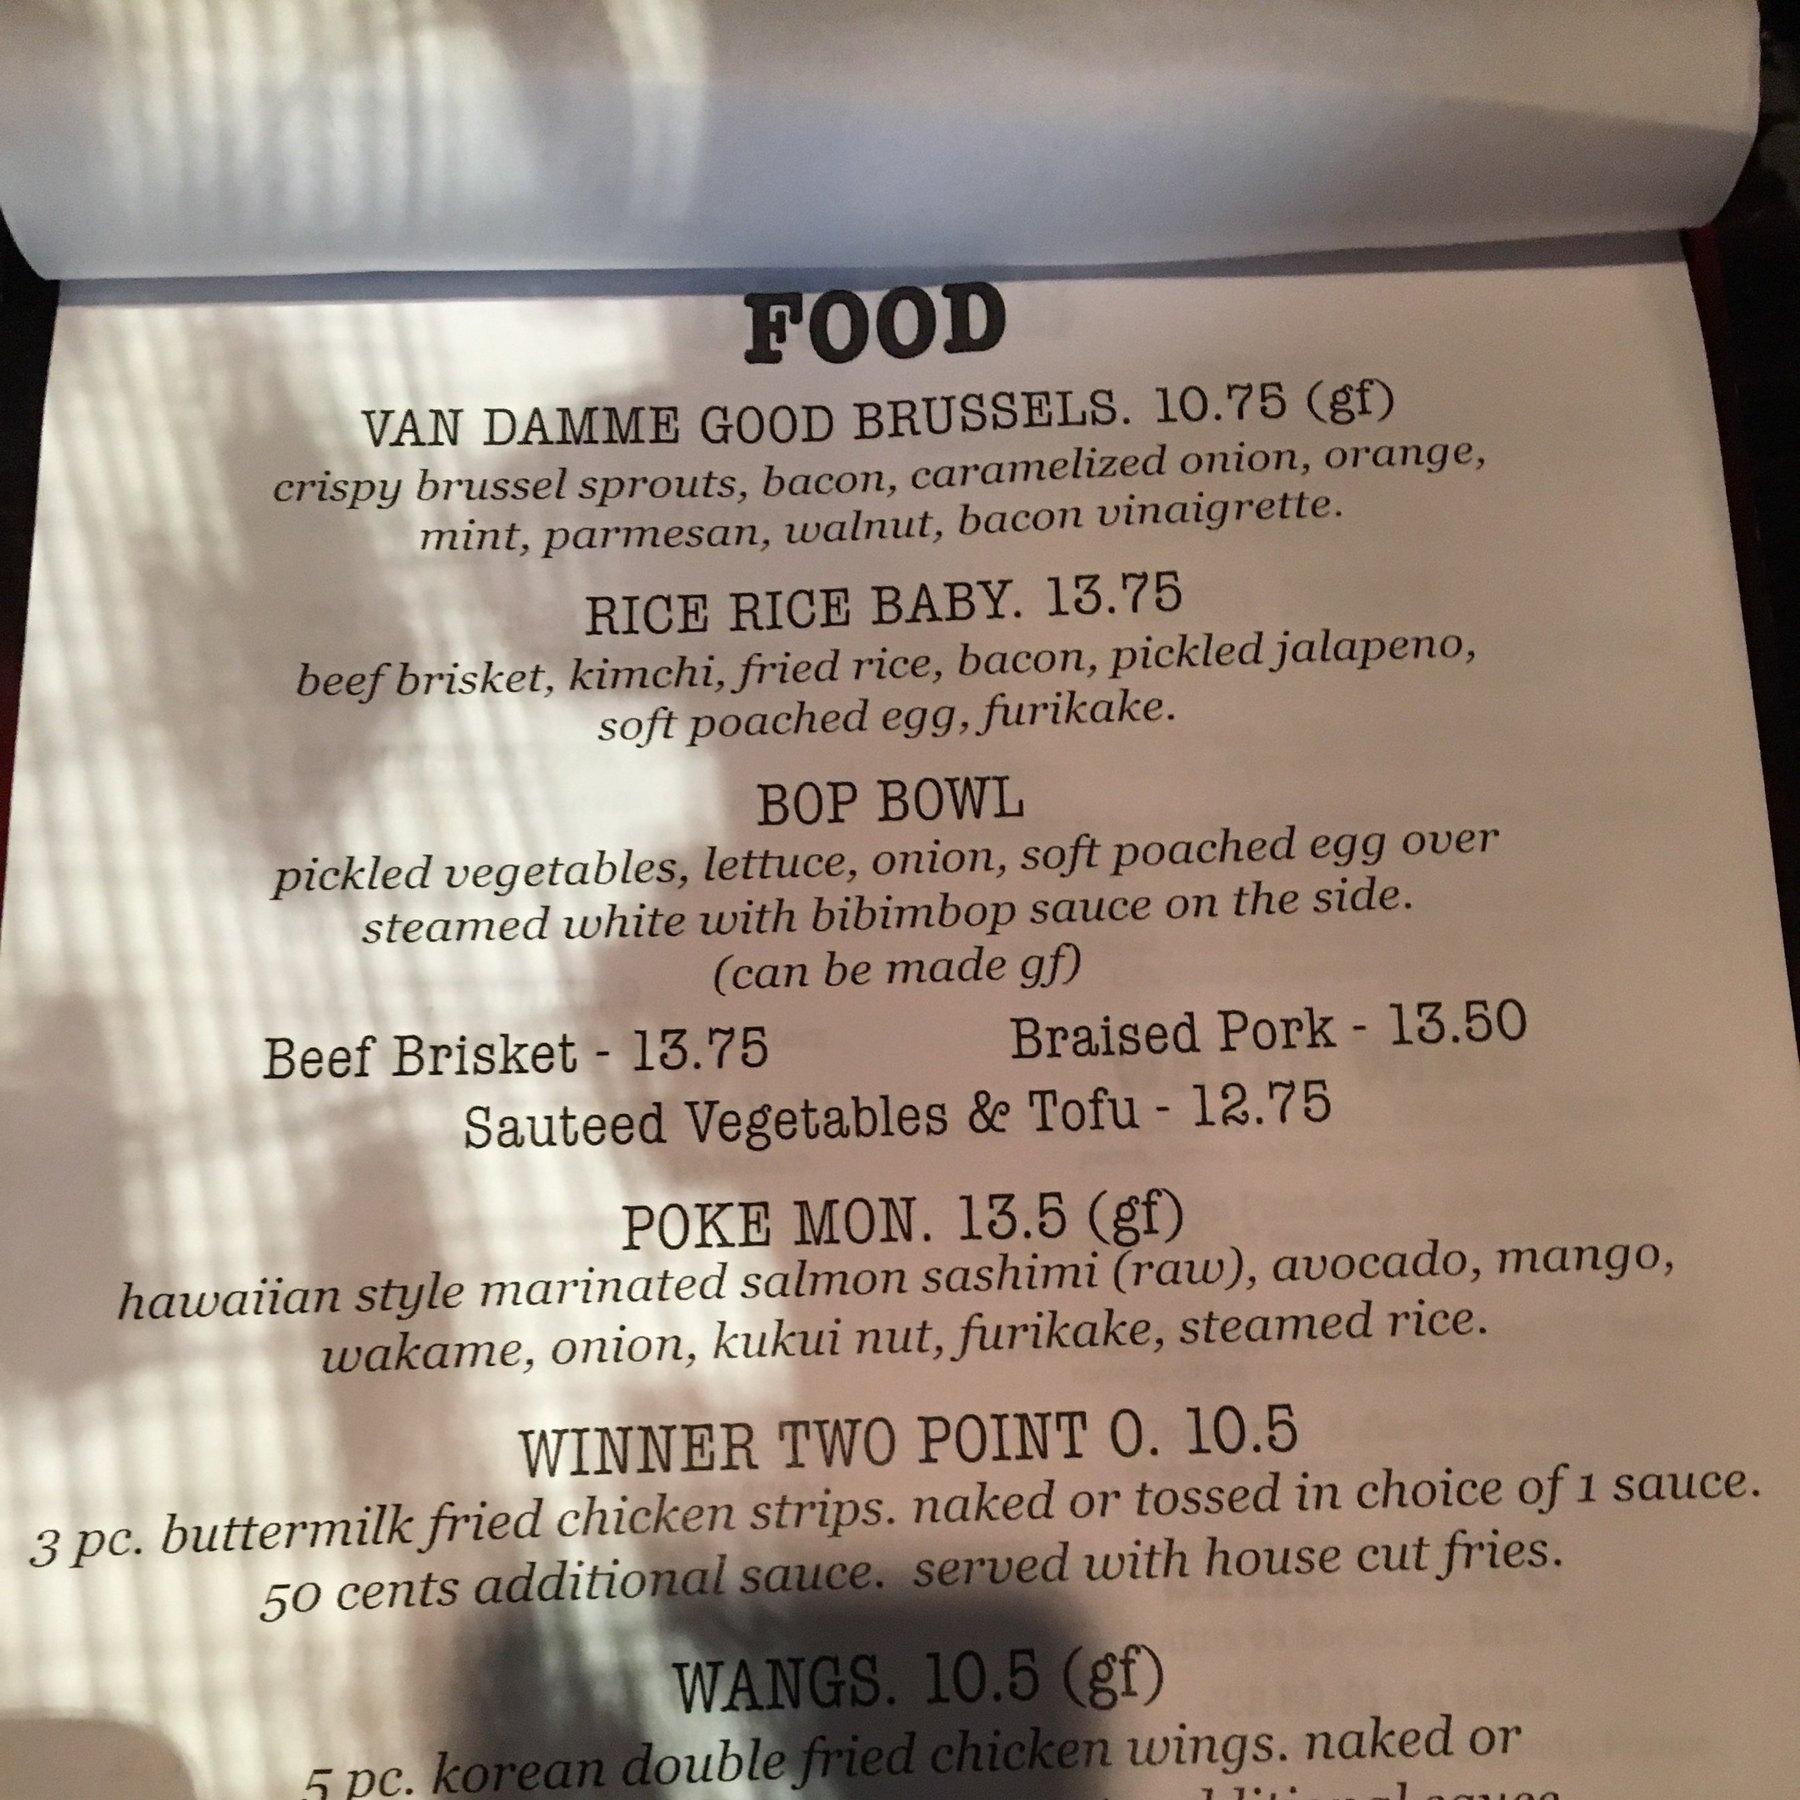 FOOD
VAN DAMME GOOD BRUSSELS. 10.75 (gf)
crispy brussel sprouts, bacon, caramelized onion, orange,
mint, parmesan, walnut, bacon vinaigrette.
RICE RICE BABY. 13.75
beef brisket, kimchi, fried rice, bacon, pickled jalapeno,
soft poached egg, furikake.
BOP BOWL
pickled vegetables, lettuce, onion, soft poached egg over
steamed white with bibimbop sauce on the side.
(can be made gf)
Beef Brisket - 13.75 Braised Pork - 13.50
Sauteed Vegetables & Tofu - 12.75
POKE MON. 13.5 (gf)
hawaiian style marinated salmon sashimi (raw), avocado, mango,
wakame, onion, kukui nut, furikake, steamed rice.
WINNER TWO POINT O. 10.5
3 pc. buttermilk fried chicken strips. naked or tossed in choice of 1 sauce.
50 cents additional sauce. served with house cut fries.
WANGS. 10.5 (gf)
5 pc. korean double fried chicken wings. naked or
additional sauce